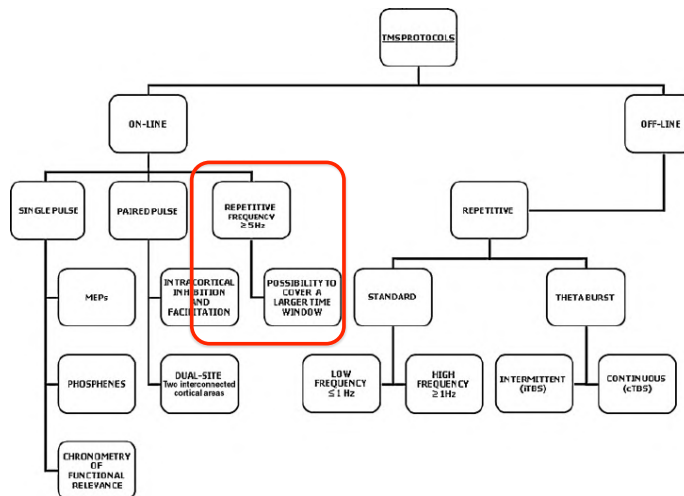 TMS PROTOCOLS
ON-LINE
OFF-LINE
SINGLE PULSE
PAIRED PULSE
REPETITIVE
FREQUENCY
≥ 5Hz
REPETITIVE
MEPs
INTRACORTICAL
INHIBITION
AND
FACILITATION
POSSIBILITY TO
COVER A
LARGER TIME
WINDOW
STANDARD
THETA BURST
PHOSPHENES
DUAL-SITE
Two interconnected
cortical areas
LOW
FREQUENCY
≤ 1 Hz
HIGH
FREQUENCY
≥ 1Hz
INTERMITTENT
(iTBS)
CONTINUOUS
(cTBS)
CHRONOMETRY
OF
FUNCTIONAL
RELEVANCE